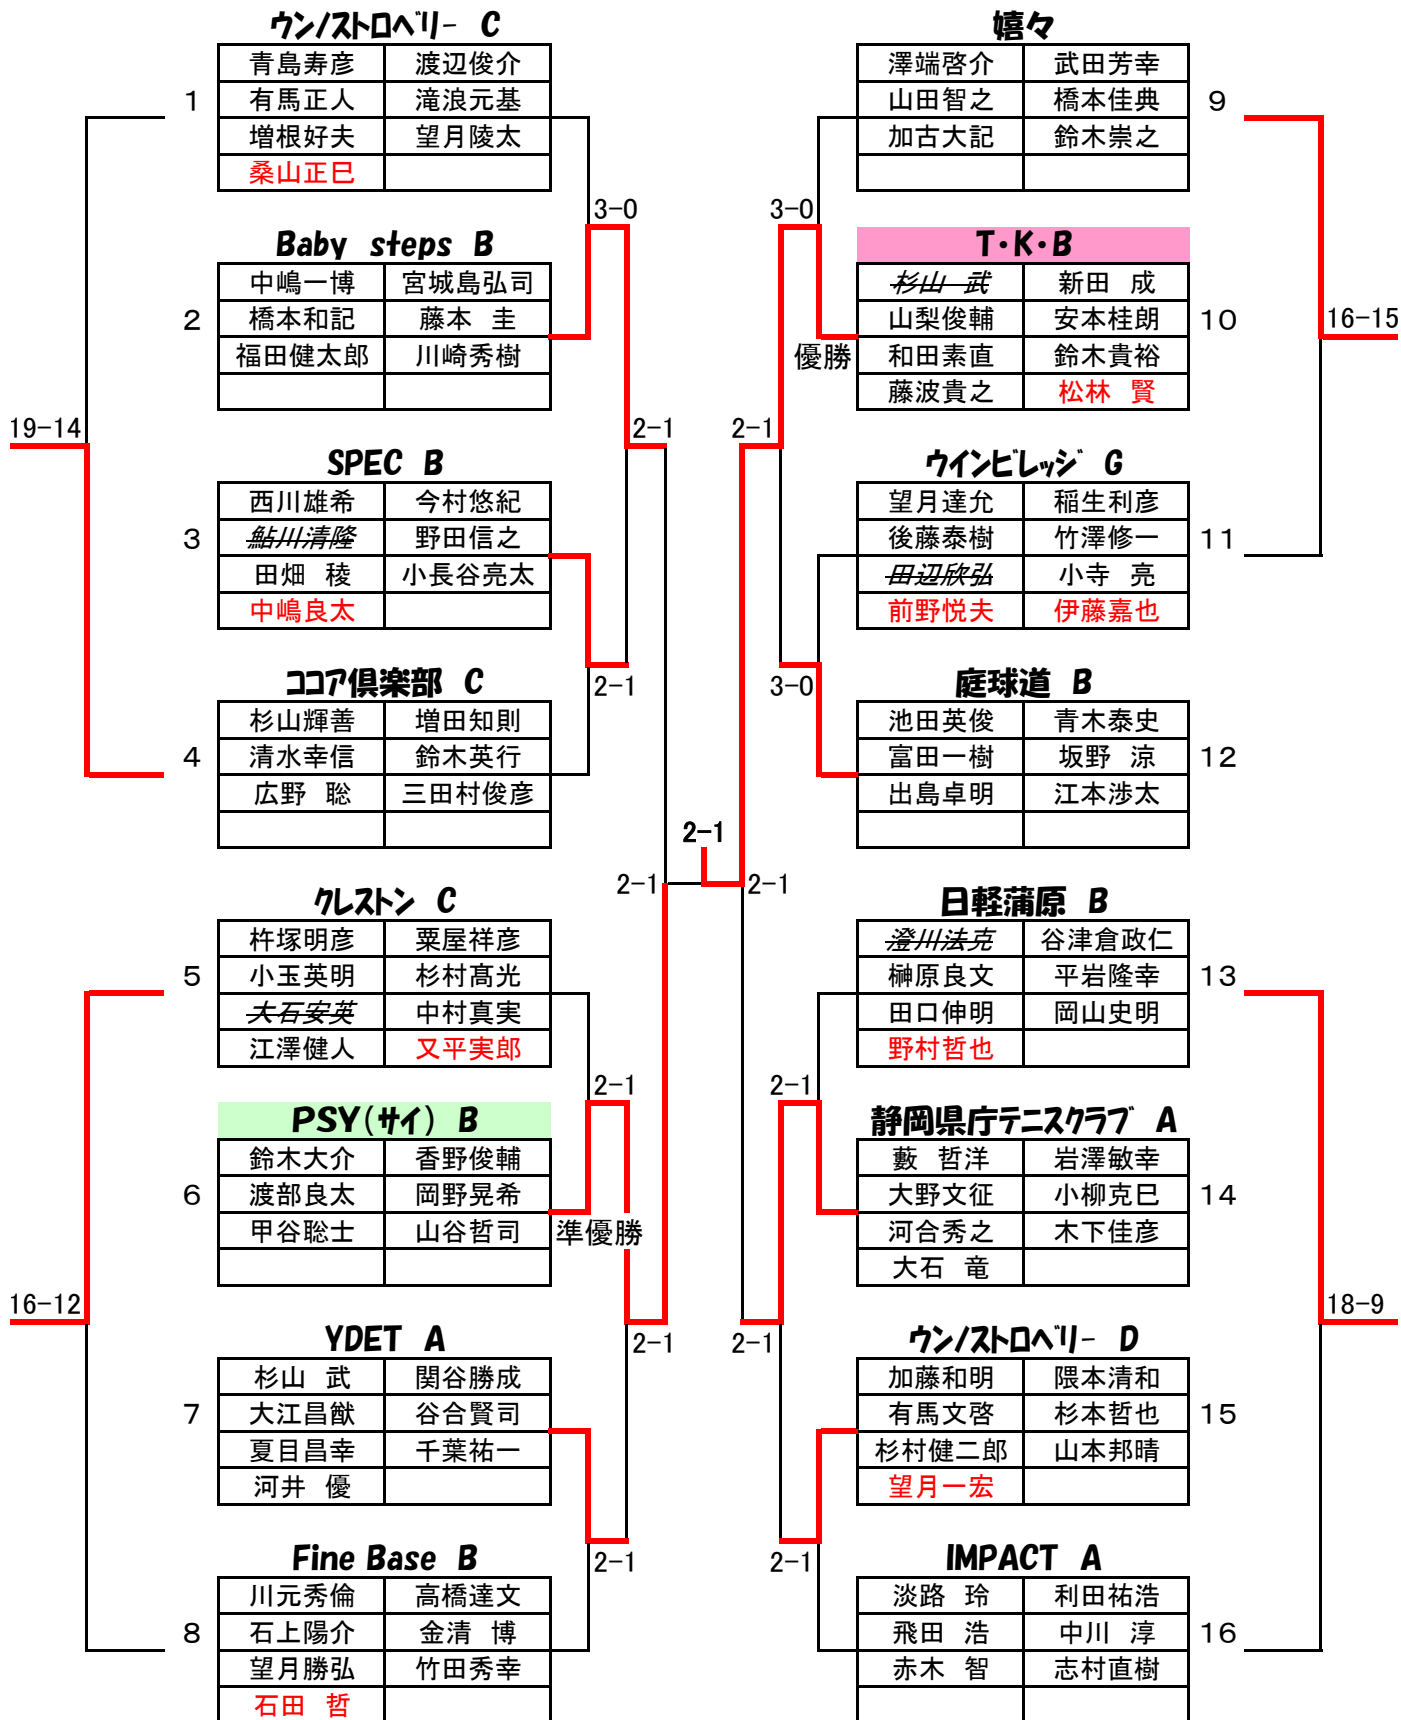 ウン/ストロベリー C
青島寿彦 渡辺俊介
1 有馬正人 滝浪元基
増根好夫 望月陵太
桑山正巳
3-0
Baby steps B
中嶋一博 宮城島弘司
2 橋本和記 藤本 圭
福田健太郎 川崎秀樹
19-14
2-1
SPEC B
西川雄希 今村悠紀
3 鮎川清隆 野田信之
田畑 稜 小長谷亮太
中嶋良太
2-1
ココア倶楽部 C
杉山輝善 増田知則
4 清水幸信 鈴木英行
広野 聡 三田村俊彦
2-1
2-1
クレストン C
杵塚明彦 粟屋祥彦
5 小玉英明 杉村髙光
大石安英 中村真実
江澤健人 又平実郎
2-1
PSY(サイ) B
鈴木大介 香野俊輔
6 渡部良太 岡野晃希
甲谷聡士 山谷哲司 準優勝
16-12
2-1
YDET A
杉山 武 関谷勝成
7 大江昌猷 谷合賢司
夏目昌幸 千葉祐一
河井 優
2-1
Fine Base B
川元秀倫 高橋達文
8 石上陽介 金清 博
望月勝弘 竹田秀幸
石田 哲
嬉々
澤端啓介 武田芳幸
山田智之 橋本佳典 9
加古大記 鈴木崇之
3-0
T・K・B
杉山 武 新田 成
山梨俊輔 安本桂朗 10
優勝 和田素直 鈴木貴裕
藤波貴之 松林 賢
16-15
2-1
ウインビレッジ G
望月達允 稲生利彦
後藤泰樹 竹澤修一 11
田辺欣弘 小寺 亮
前野悦夫 伊藤嘉也
3-0
庭球道 B
池田英俊 青木泰史
富田一樹 坂野 涼 12
出島卓明 江本渉太
2-1
日軽蒲原 B
澄川法克 谷津倉政仁
榊原良文 平岩隆幸 13
田口伸明 岡山史明
野村哲也
2-1
静岡県庁テニスクラブ A
藪 哲洋 岩澤敏幸
大野文征 小柳克巳 14
河合秀之 木下佳彦
大石 竜
18-9
2-1
ウン/ストロベリー D
加藤和明 隈本清和
有馬文啓 杉本哲也 15
杉村健二郎 山本邦晴
望月一宏
2-1
IMPACT A
淡路 玲 利田祐浩
飛田 浩 中川 淳 16
赤木 智 志村直樹